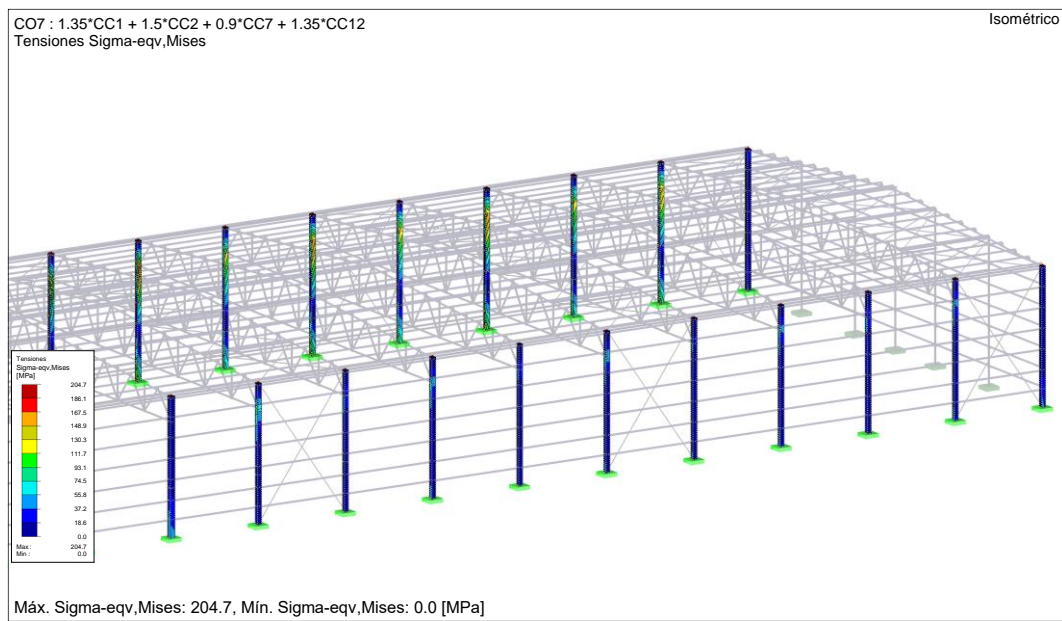 CO7 : 1.35*CC1 + 1.5*CC2 + 0.9*CC7 + 1.35*CC12
Tensiones Sigma-eqv,Mises
Isométrico
Tensiones
Sigma-eqv,Mises
[MPa]
204.7
186.1
167.5
148.9
130.3
111.7
93.1
74.5
55.8
37.2
18.6
0.0
Max : 204.7
Min : 0.0
Máx. Sigma-eqv,Mises: 204.7, Mín. Sigma-eqv,Mises: 0.0 [MPa]